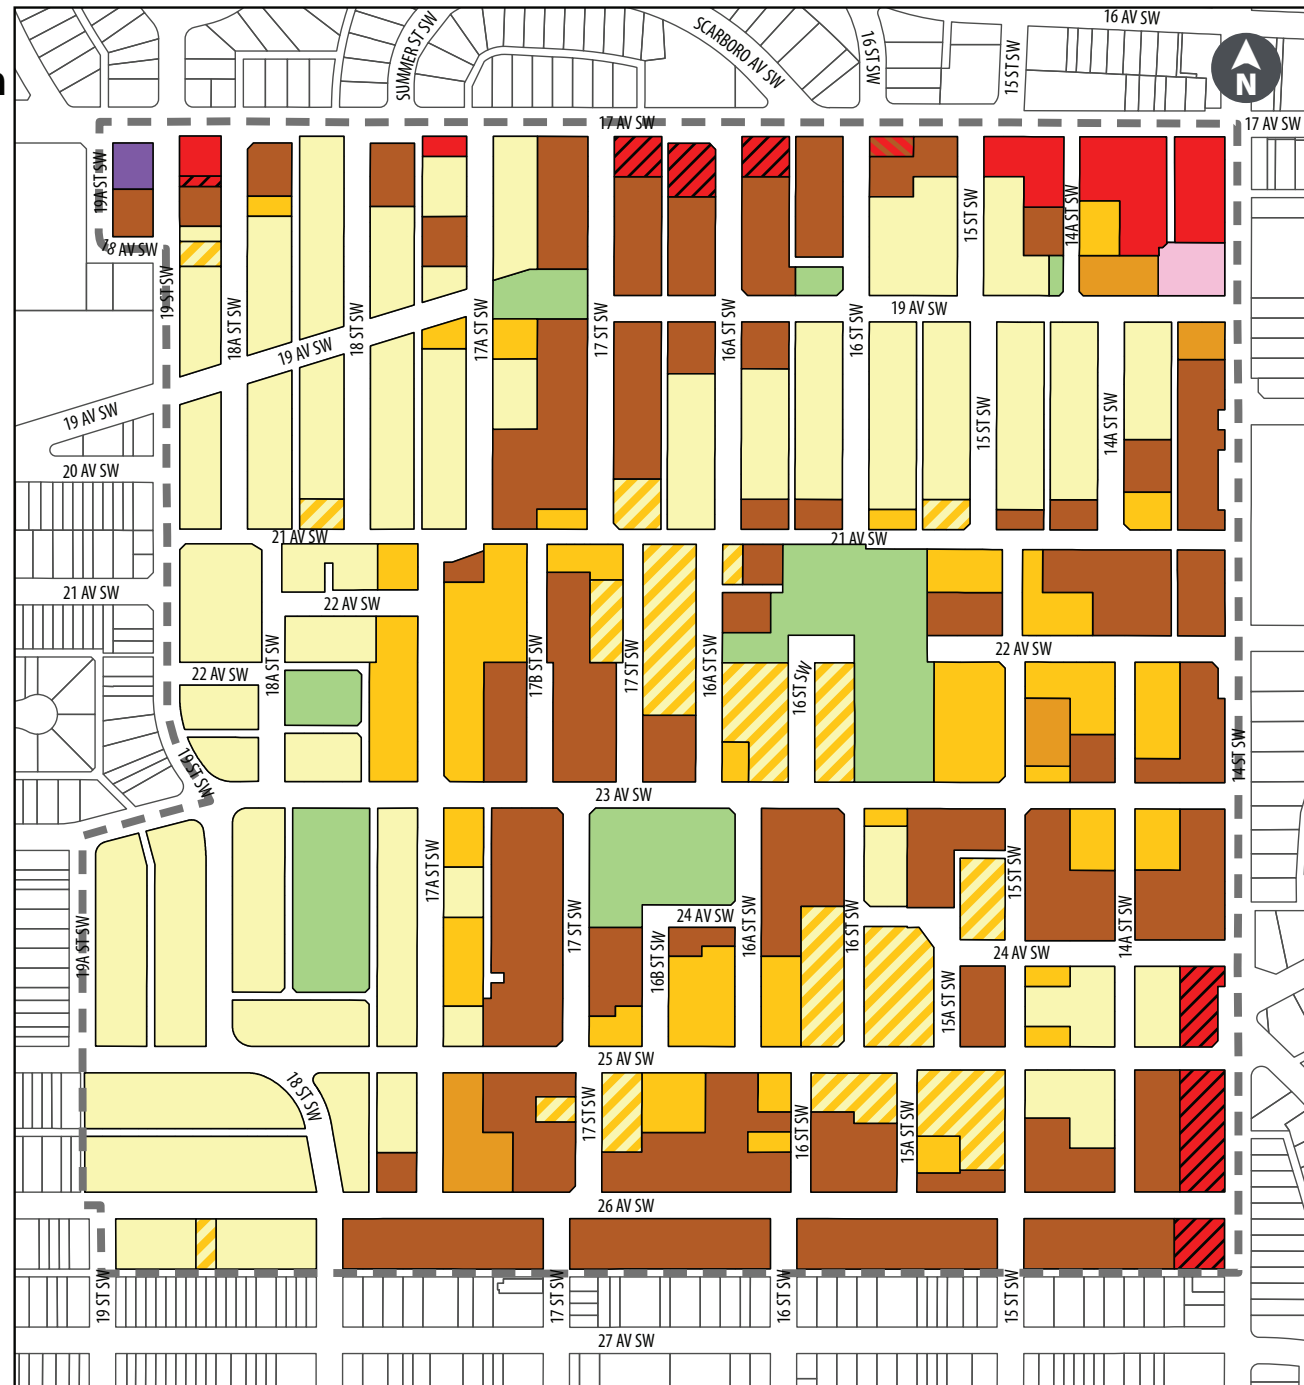 16 AV SW
SUMMER ST SW
SCARBORO AV SW
16 ST SW
15 ST SW
N
n
17 AV SW
17 AV SW
19A ST SW
18 AV SW
19 ST SW
18A ST SW
18 ST SW
17A ST SW
17 ST SW
16A ST SW
16 ST SW
15 ST SW
14A ST SW
19 AV SW
19 AV SW
19 AV SW
15 ST SW
14A ST SW
20 AV SW
21 AV SW
21 AV SW
21 AV SW
22 AV SW
22 AV SW
22 AV SW
18A ST SW
17B ST SW
17 ST SW
16A ST SW
16 ST SW
14 ST SW
19 ST SW
23 AV SW
17A ST SW
17 ST SW
24 AV SW
16B ST SW
16A ST SW
16 ST SW
15 ST SW
14A ST SW
24 AV SW
15A ST SW
19A ST SW
25 AV SW
18 ST SW
17 ST SW
16 ST SW
15A ST SW
26 AV SW
19 ST SW
17 ST SW
16 ST SW
15 ST SW
27 AV SW